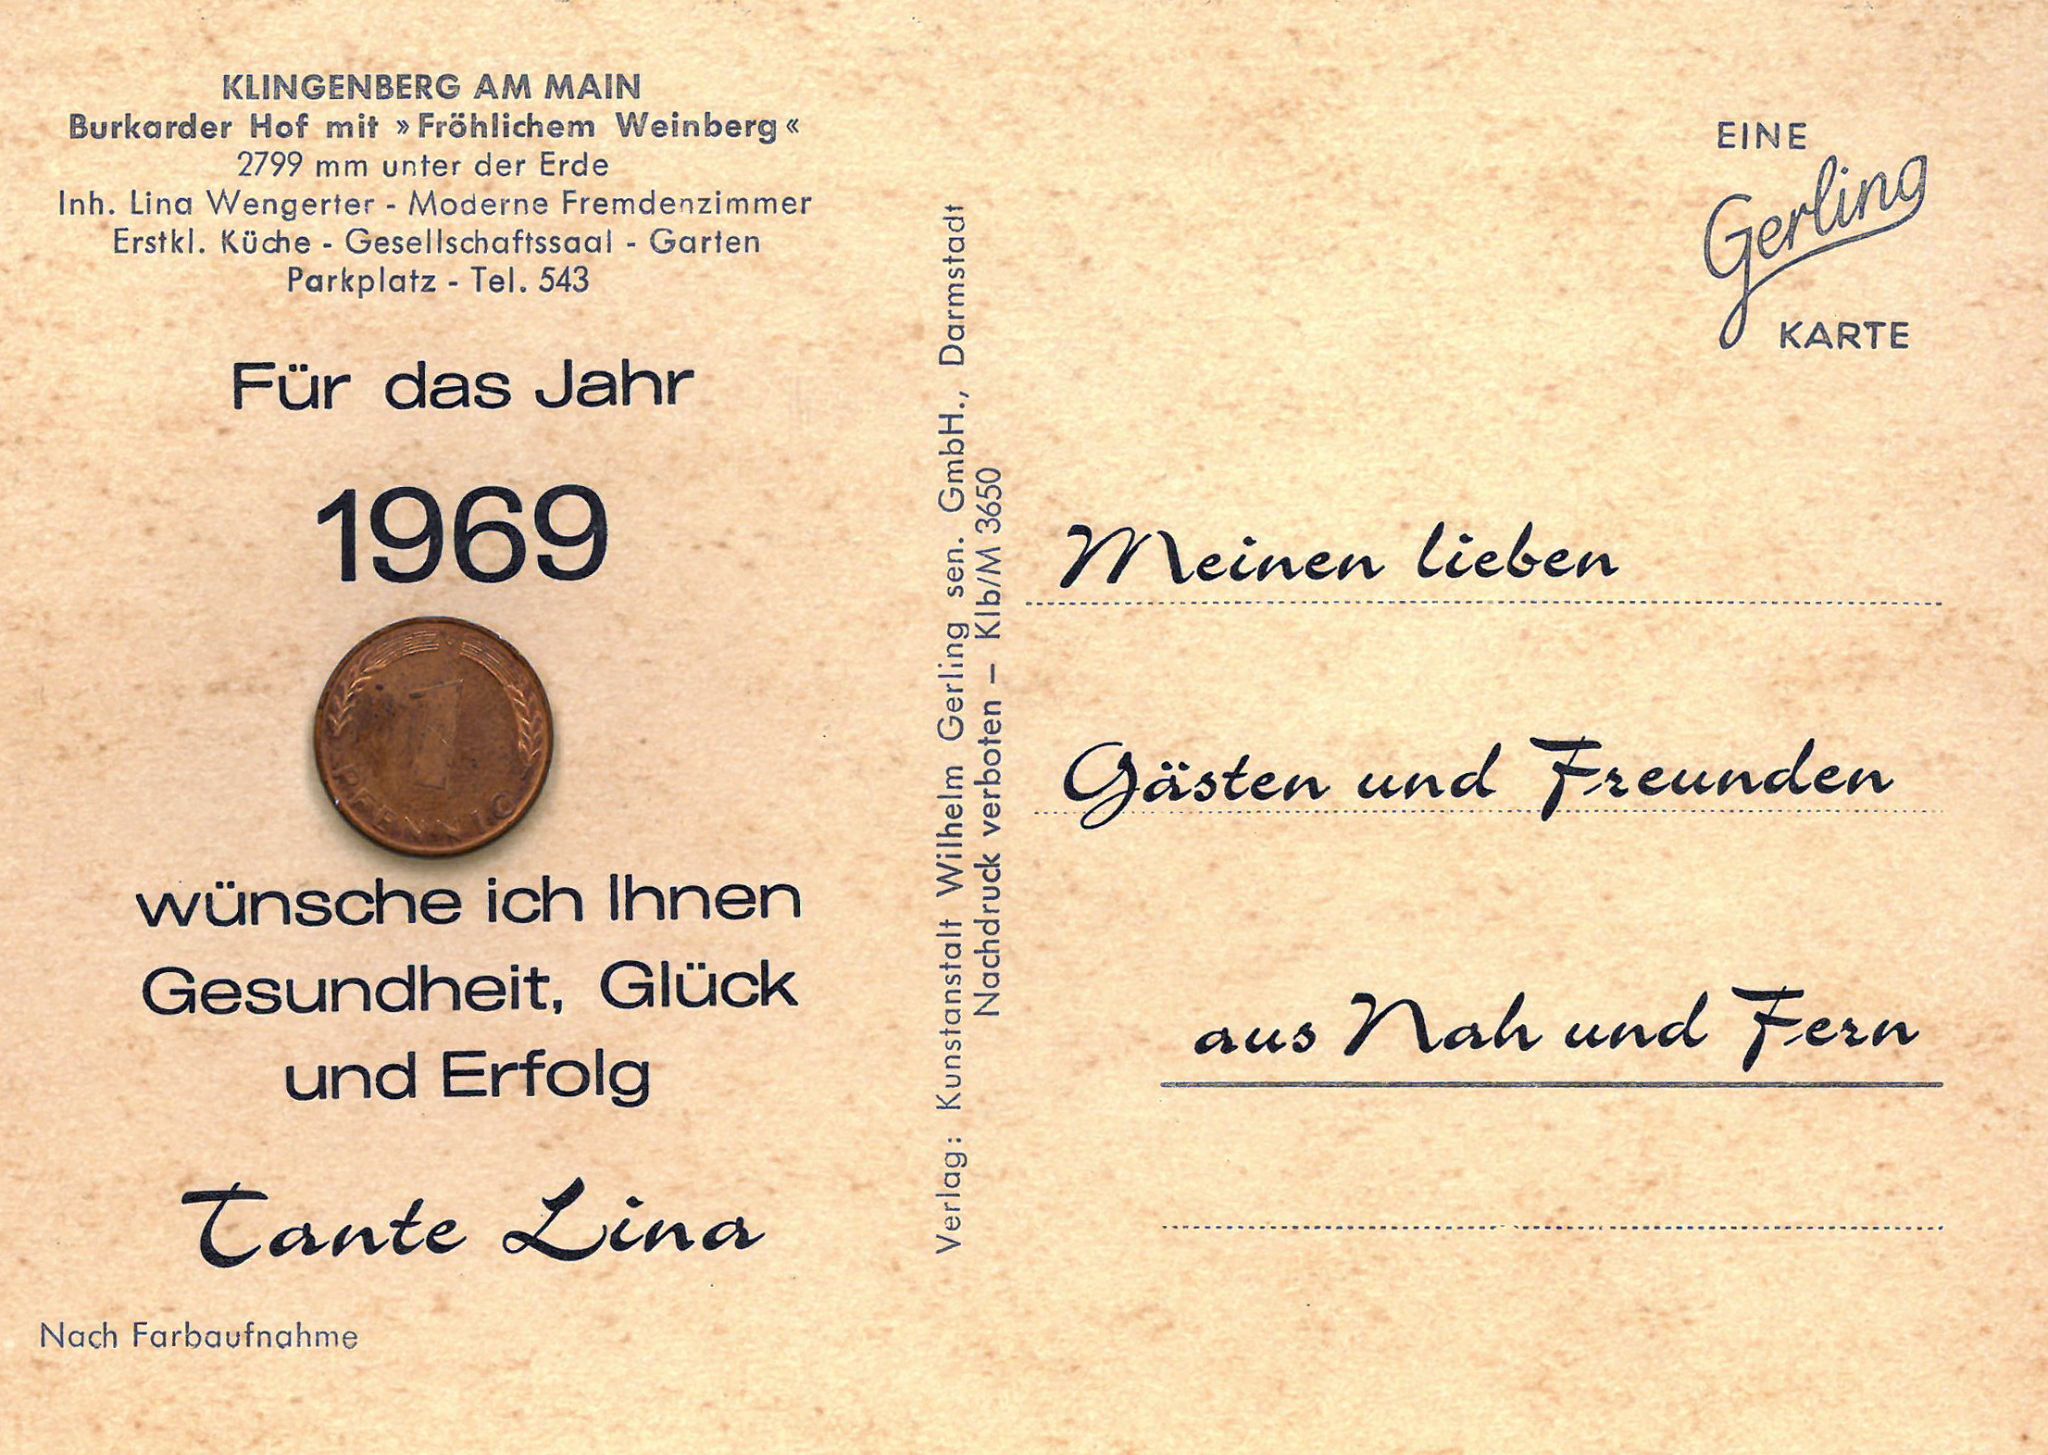 KLINGENBERG AM MAIN
Burkarder Hof mit »Fröhlichem Weinberg«
2799 mm unter der Erde
Inh. Lina Wengerter - Moderne Fremdenzimmer
Erstkl. Küche - Gesellschaftssaal - Garten
Parkplatz - Tel. 543
Für das Jahr
1969
1
PFENNIG
wünsche ich Ihnen
Gesundheit, Glück
und Erfolg
Tante Lina
Nach Farbaufnahme
Verlag: Kunstanstalt Wilhelm Gerling sen. GmbH., Darmstadt
Nachdruck verboten – Klb/M 3650
EINE
Gerling
KARTE
Meinen lieben
Gästen und Freunden
aus Nah und Fern